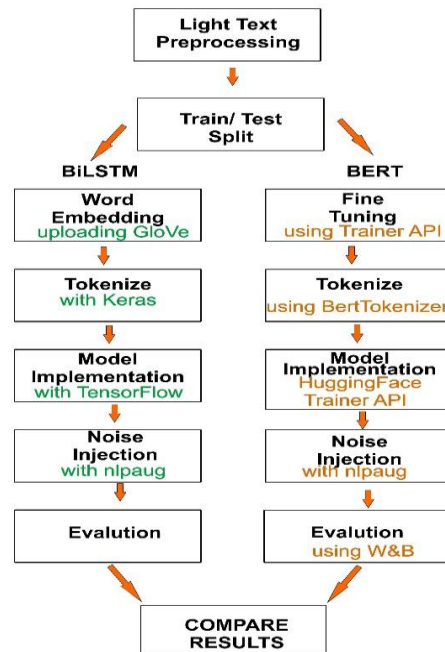 Light Text
Preprocessing
Train/ Test
Split
BiLSTM
Word
Embedding
uploading GloVe
Tokenize
with Keras
Model
Implementation
with TensorFlow
Noise
Injection
with nlpaug
Evalution
BERT
Fine
Tuning
using Trainer API
Tokenize
using BertTokenizer
Model
Implementation
HuggingFace
Trainer API
Noise
Injection
with nlpaug
Evalution
using W&B
COMPARE
RESULTS